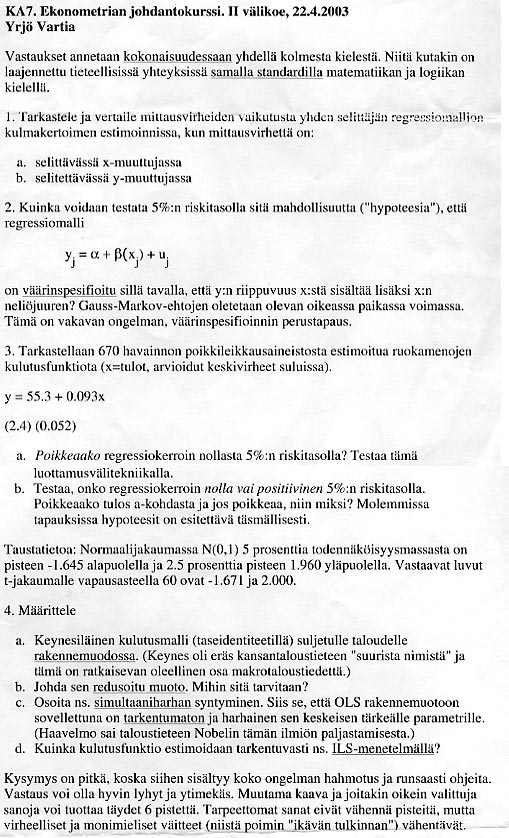 KA7. Ekonometrian johdantokurssi. II välikoe, 22.4.2003
Yrjö Vartia
Vastaukset annetaan kokonaisuudessaan yhdellä kolmesta kielestä. Niitä kutakin on
laajennettu tieteellisissä yhteyksissä samalla standardilla matematiikan ja logiikan
kielellä.
1. Tarkastele ja vertaile mittausvirheiden vaikutusta yhden selittäjän regressiomallion
kulmakertoimen estimoinnissa, kun mittausvirhettä on:
a. selittävässä x-muuttujassa
b. selitettävässä y-muuttujassa
2. Kuinka voidaan testata 5%:n riskitasolla sitä mahdollisuutta ("hypoteesia"), että
regressiomalli
yj = α + β(xj) + uj
on väärinspesifioitu sillä tavalla, että y:n riippuvuus x:stä sisältää lisäksi x:n
neliöjuuren? Gauss-Markov-ehtojen oletetaan olevan oikeassa paikassa voimassa.
Tämä on vakavan ongelman, väärinspesifioinnin perustapaus.
3. Tarkastellaan 670 havainnon poikkileikkausaineistosta estimoitua ruokamenojen
kulutusfunktiota (x=tulot, arvioidut keskivirheet suluissa).
y = 55.3 + 0.093x
(2.4) (0.052)
a. Poikkeaako regressiokerroin nollasta 5%:n riskitasolla? Testaa tämä
luottamusvälitekniikalla.
b. Testaa, onko regressiokerroin nolla vai positiivinen 5%:n riskitasolla.
Poikkeaako tulos a-kohdasta ja jos poikkeaa, niin miksi? Molemmissa
tapauksissa hypoteesit on esitettävä täsmällisesti.
Taustatietoa: Normaalijakaumassa N(0,1) 5 prosenttia todennäköisyysmassasta on
pisteen -1.645 alapuolella ja 2.5 prosenttia pisteen 1.960 yläpuolella. Vastaavat luvut
t-jakaumalle vapausasteella 60 ovat -1.671 ja 2.000.
4. Määrittele
a. Keynesiläinen kulutusmalli (taseidentiteetillä) suljetulle taloudelle
rakennemuodossa. (Keynes oli eräs kansantaloustieteen "suurista nimistä" ja
tämä on ratkaisevan oleellinen osa makrotaloustiedettä.)
b. Johda sen redusoitu muoto. Mihin sitä tarvitaan?
c. Osoita ns. simultaaniharhan syntyminen. Siis se, että OLS rakennemuotoon
sovellettuna on tarkentumaton ja harhainen sen keskeisen tärkeälle parametrille.
(Haavelmo sai taloustieteen Nobelin tämän ilmiön paljastamisesta.)
d. Kuinka kulutusfunktio estimoidaan tarkentuvasti ns. ILS-menetelmällä?
Kysymys on pitkä, koska siihen sisältyy koko ongelman hahmotus ja runsaasti ohjeita.
Vastaus voi olla hyvin lyhyt ja ytimekäs. Muutama kaava ja joitakin oikein valittuja
sanoja voi tuottaa täydet 6 pistettä. Tarpeettomat sanat eivät vähennä pisteitä, mutta
virheelliset ja monimieliset väitteet (niistä poimin "ikävän tulkinnan") vähentävät.